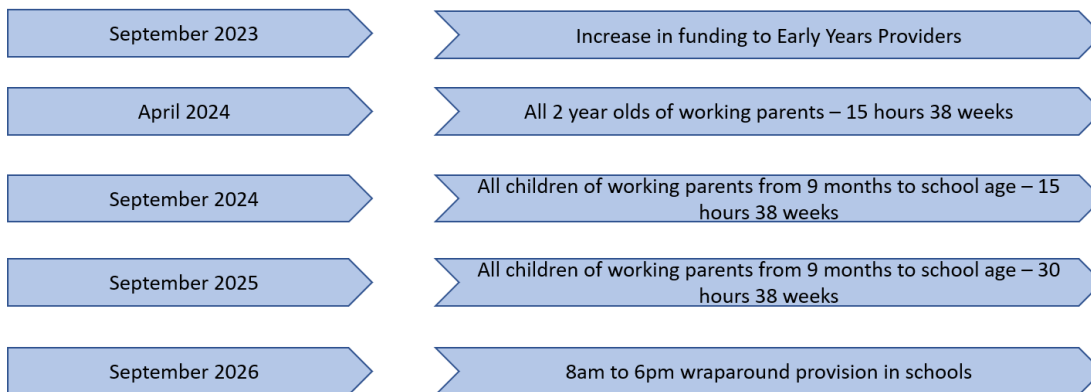 September 2023
Increase in funding to Early Years Providers
April 2024
All 2 year olds of working parents – 15 hours 38 weeks
September 2024
All children of working parents from 9 months to school age – 15
hours 38 weeks
September 2025
All children of working parents from 9 months to school age – 30
hours 38 weeks
September 2026
8am to 6pm wraparound provision in schools